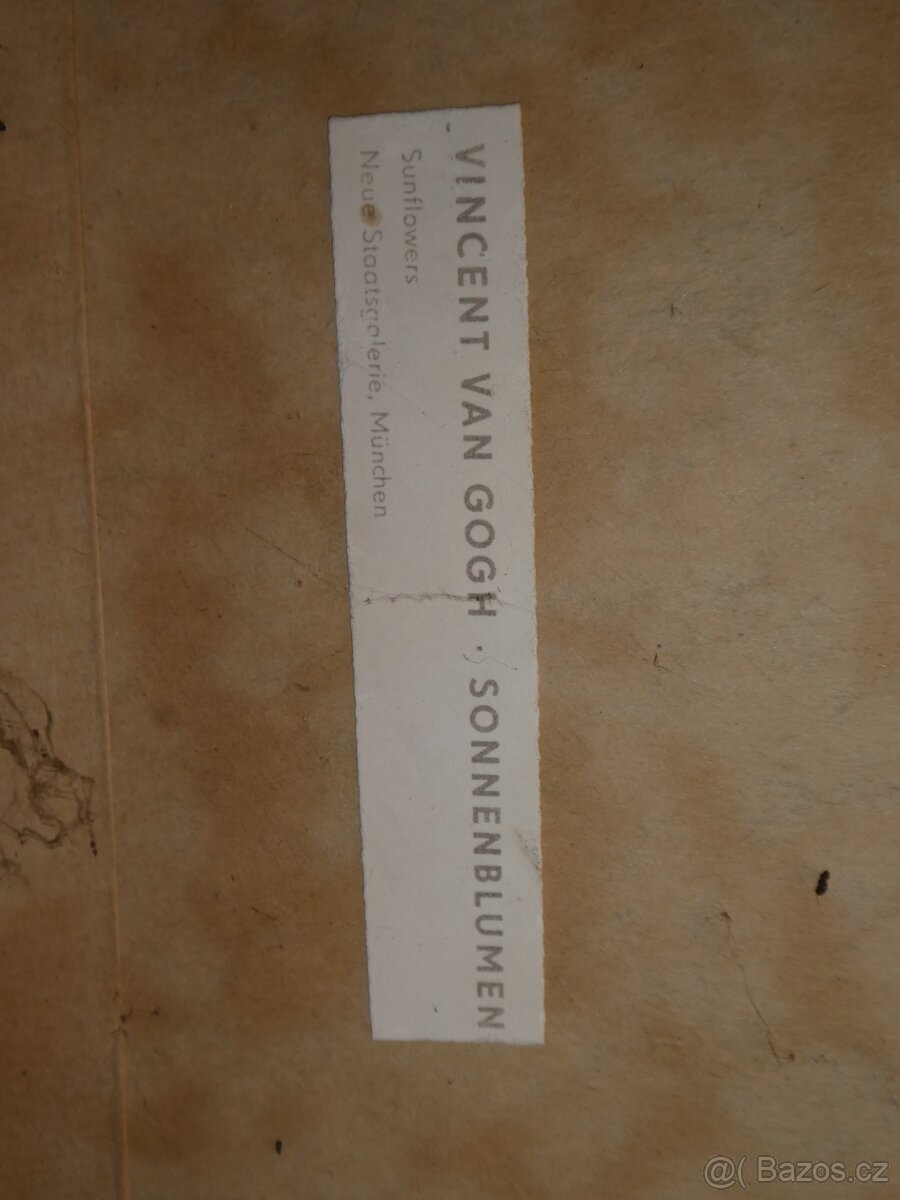 VINCENT VAN GOGH · SONNENBLUMEN
Sunflowers
Neue Staatsgalerie, München
@( Bazos.cz